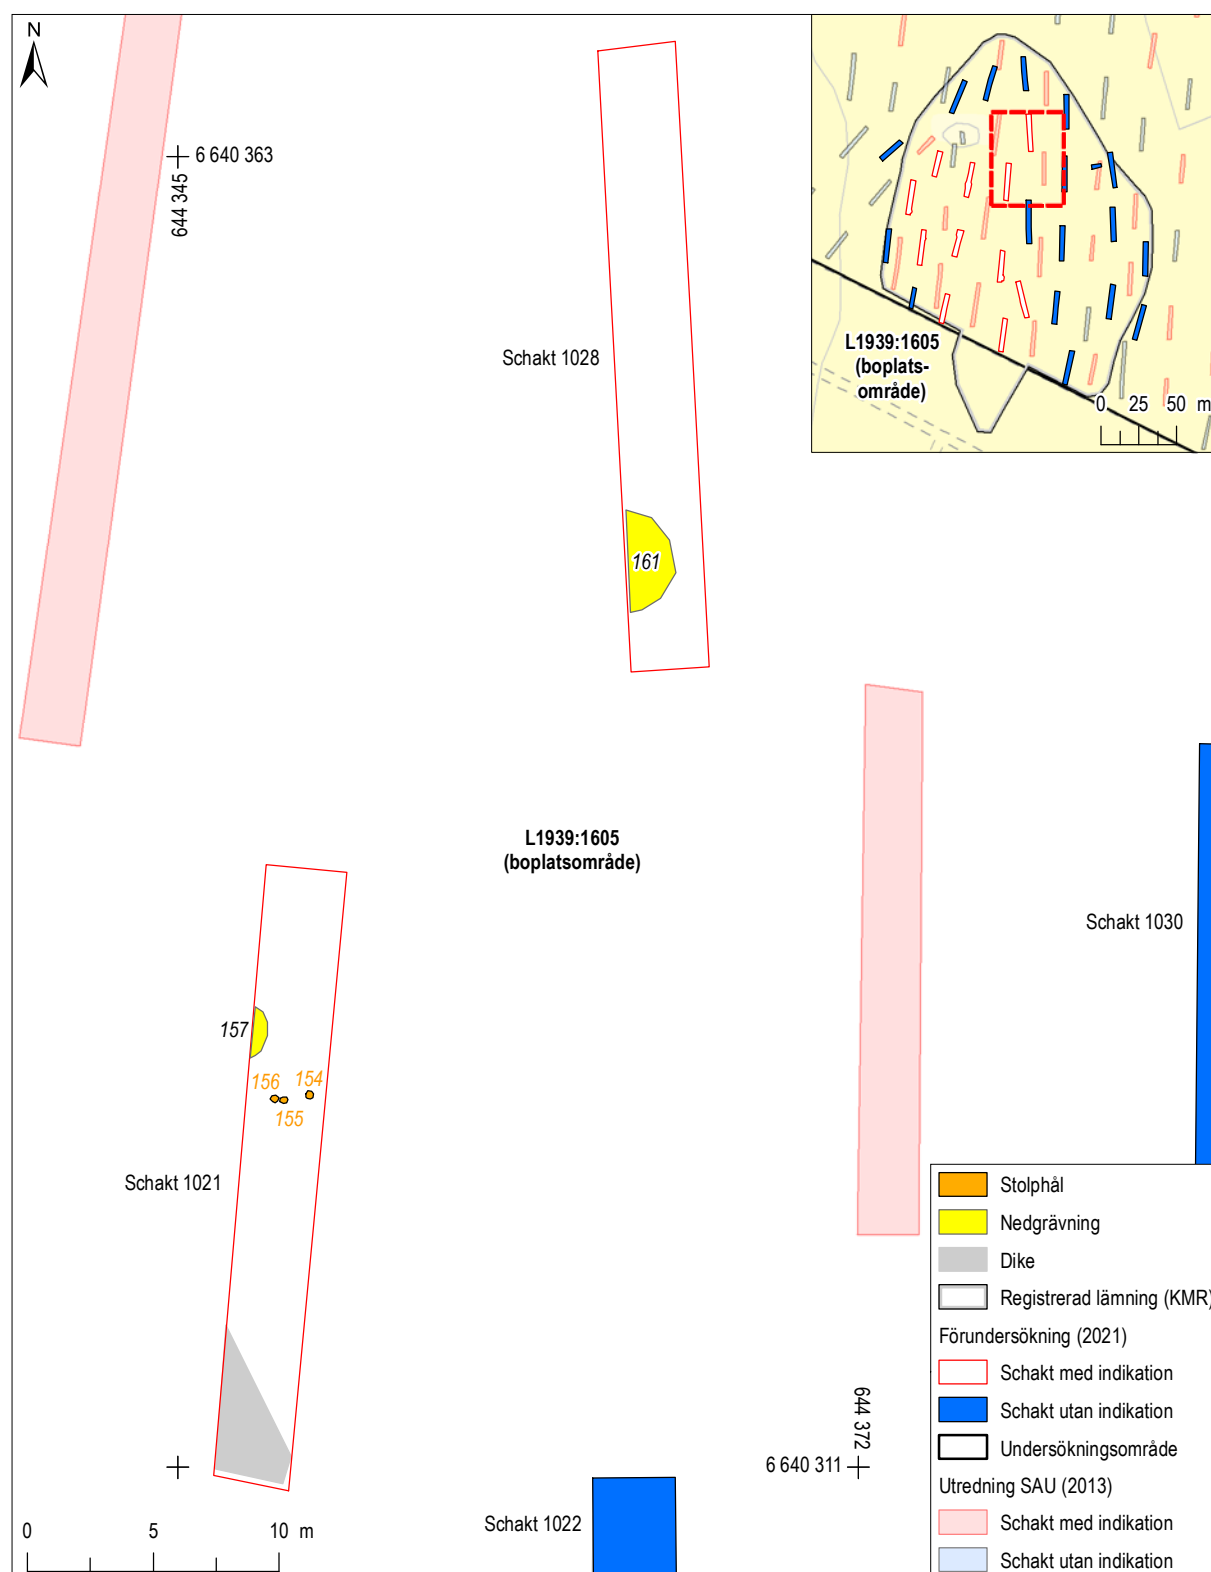 N
6 640 363
644 345
Schakt 1028
161
L1939:1605
(boplats-
område)
0 25 50 m
L1939:1605
(boplatsområde)
Schakt 1030
157
156
154
155
Schakt 1021
644 372
6 640 311
Schakt 1022
0 5 10 m
Stolphål
Nedgrävning
Dike
Registrerad lämning (KMR)
Förundersökning (2021)
Schakt med indikation
Schakt utan indikation
Undersökningsområde
Utredning SAU (2013)
Schakt med indikation
Schakt utan indikation